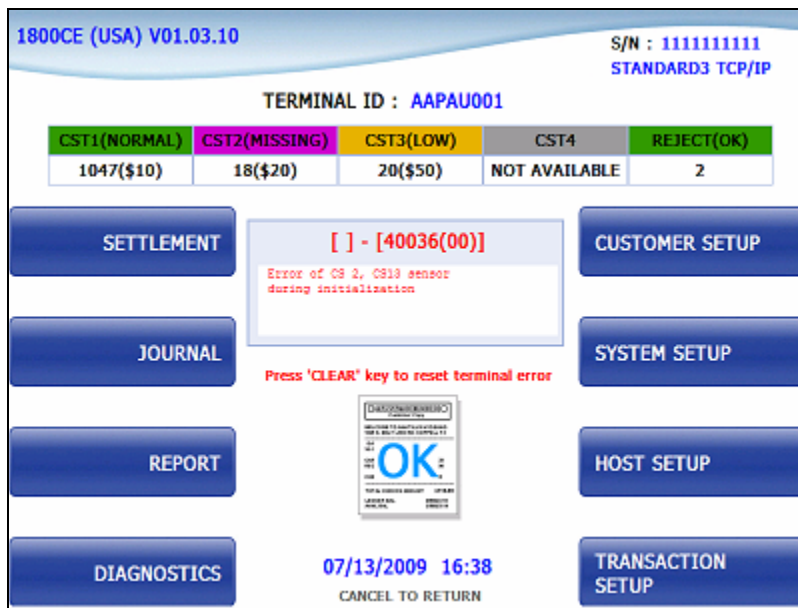 1800CE (USA) V01.03.10
S/N : 1111111111
STANDARD3 TCP/IP
TERMINAL ID : AAPAU001
CST1(NORMAL) CST2(MISSING) CST3(LOW) CST4 REJECT(OK)
1047($10) 18($20) 20($50) NOT AVAILABLE 2
SETTLEMENT
[ ] - [40036(00)]
CUSTOMER SETUP
Error of CS 2, CS13 sensor
during initialization
JOURNAL
SYSTEM SETUP
Press 'CLEAR' key to reset terminal error
REPORT
OK
HOST SETUP
DIAGNOSTICS
07/13/2009 16:38
CANCEL TO RETURN
TRANSACTION
SETUP